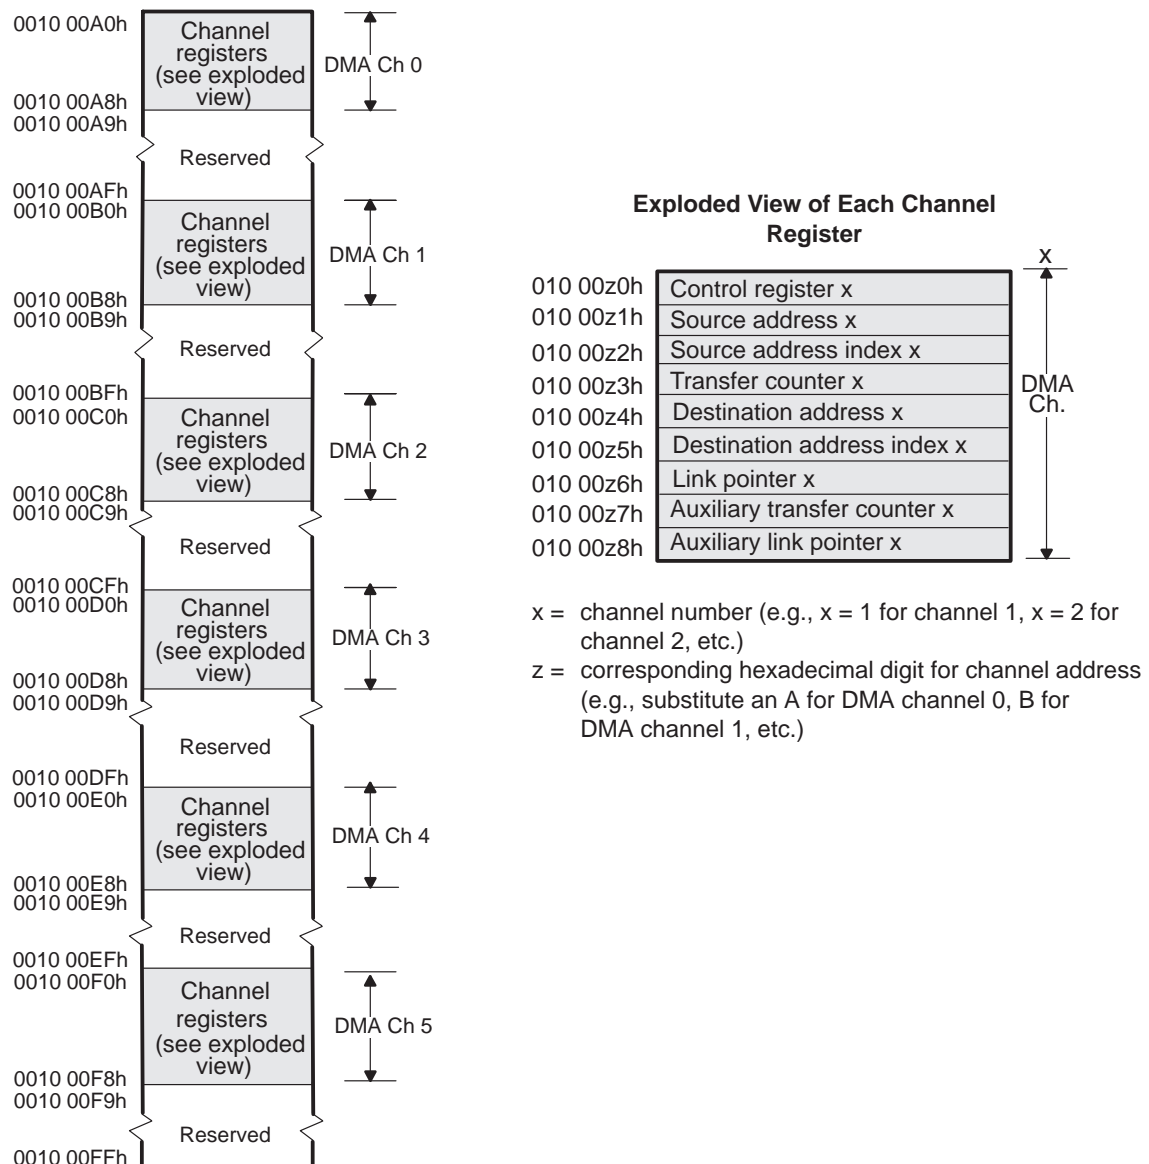 0010 00A0h
Channel
registers
(see exploded
view)
DMA Ch 0
0010 00A8h
0010 00A9h
Reserved
0010 00AFh
0010 00B0h
Channel
registers
(see exploded
view)
DMA Ch 1
0010 00B8h
0010 00B9h
Reserved
0010 00BFh
0010 00C0h
Channel
registers
(see exploded
view)
DMA Ch 2
0010 00C8h
0010 00C9h
Reserved
0010 00CFh
0010 00D0h
Channel
registers
(see exploded
view)
DMA Ch 3
0010 00D8h
0010 00D9h
Reserved
0010 00DFh
0010 00E0h
Channel
registers
(see exploded
view)
DMA Ch 4
0010 00E8h
0010 00E9h
Reserved
0010 00EFh
0010 00F0h
Channel
registers
(see exploded
view)
DMA Ch 5
0010 00F8h
0010 00F9h
Reserved
0010 00FFh
Exploded View of Each Channel
Register
x
010 00z0h Control register x
010 00z1h Source address x
010 00z2h Source address index x
010 00z3h Transfer counter x
010 00z4h Destination address x
010 00z5h Destination address index x
010 00z6h Link pointer x
010 00z7h Auxiliary transfer counter x
010 00z8h Auxiliary link pointer x
DMA
Ch.
x = channel number (e.g., x = 1 for channel 1, x = 2 for
channel 2, etc.)
z = corresponding hexadecimal digit for channel address
(e.g., substitute an A for DMA channel 0, B for
DMA channel 1, etc.)